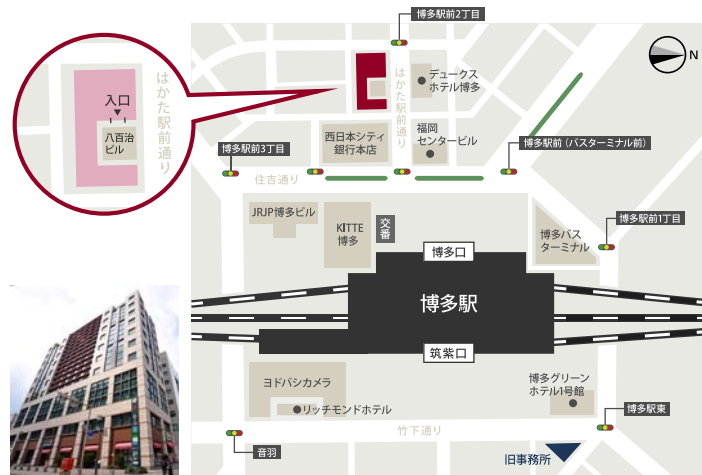 博多駅前2丁目
N
はかた駅前通り
入口
八百治
ビル
はかた駅前通り
デュークス
ホテル博多
西日本シティ
銀行本店
福岡
センタービル
博多駅前(バスターミナル前)
博多駅前3丁目
住吉通り
JRJP博多ビル
KITTE
博多
交番
博多バス
ターミナル
博多駅前1丁目
博多口
博多駅
筑紫口
ヨドバシカメラ
リッチモンドホテル
博多グリーン
ホテル1号館
博多駅東
竹下通り
音羽
旧事務所